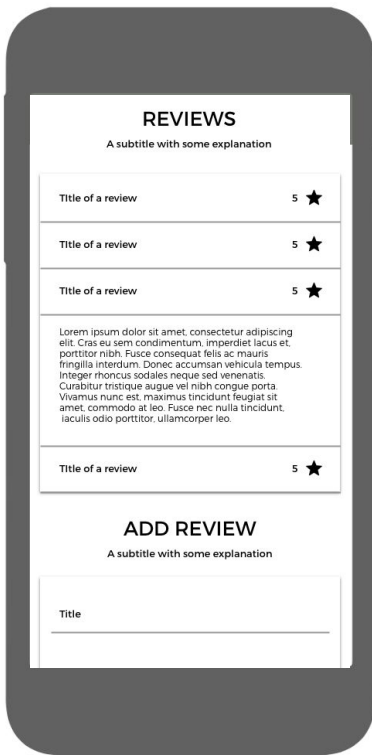 REVIEWS
A subtitle with some explanation
TItle of a review 5
TItle of a review 5
TItle of a review 5
Lorem ipsum dolor sit amet, consectetur adipiscing
elit. Cras eu sem condimentum, imperdiet lacus et,
porttitor nibh. Fusce consequat felis ac mauris
fringilla interdum. Donec accumsan vehicula tempus.
Integer rhoncus sodales neque sed venenatis.
Curabitur tristique augue vel nibh congue porta.
Vivamus nunc est, maximus tincidunt feugiat sit
amet, commodo at leo. Fusce nec nulla tincidunt,
iaculis odio porttitor, ullamcorper leo.
TItle of a review 5
ADD REVIEW
A subtitle with some explanation
Title